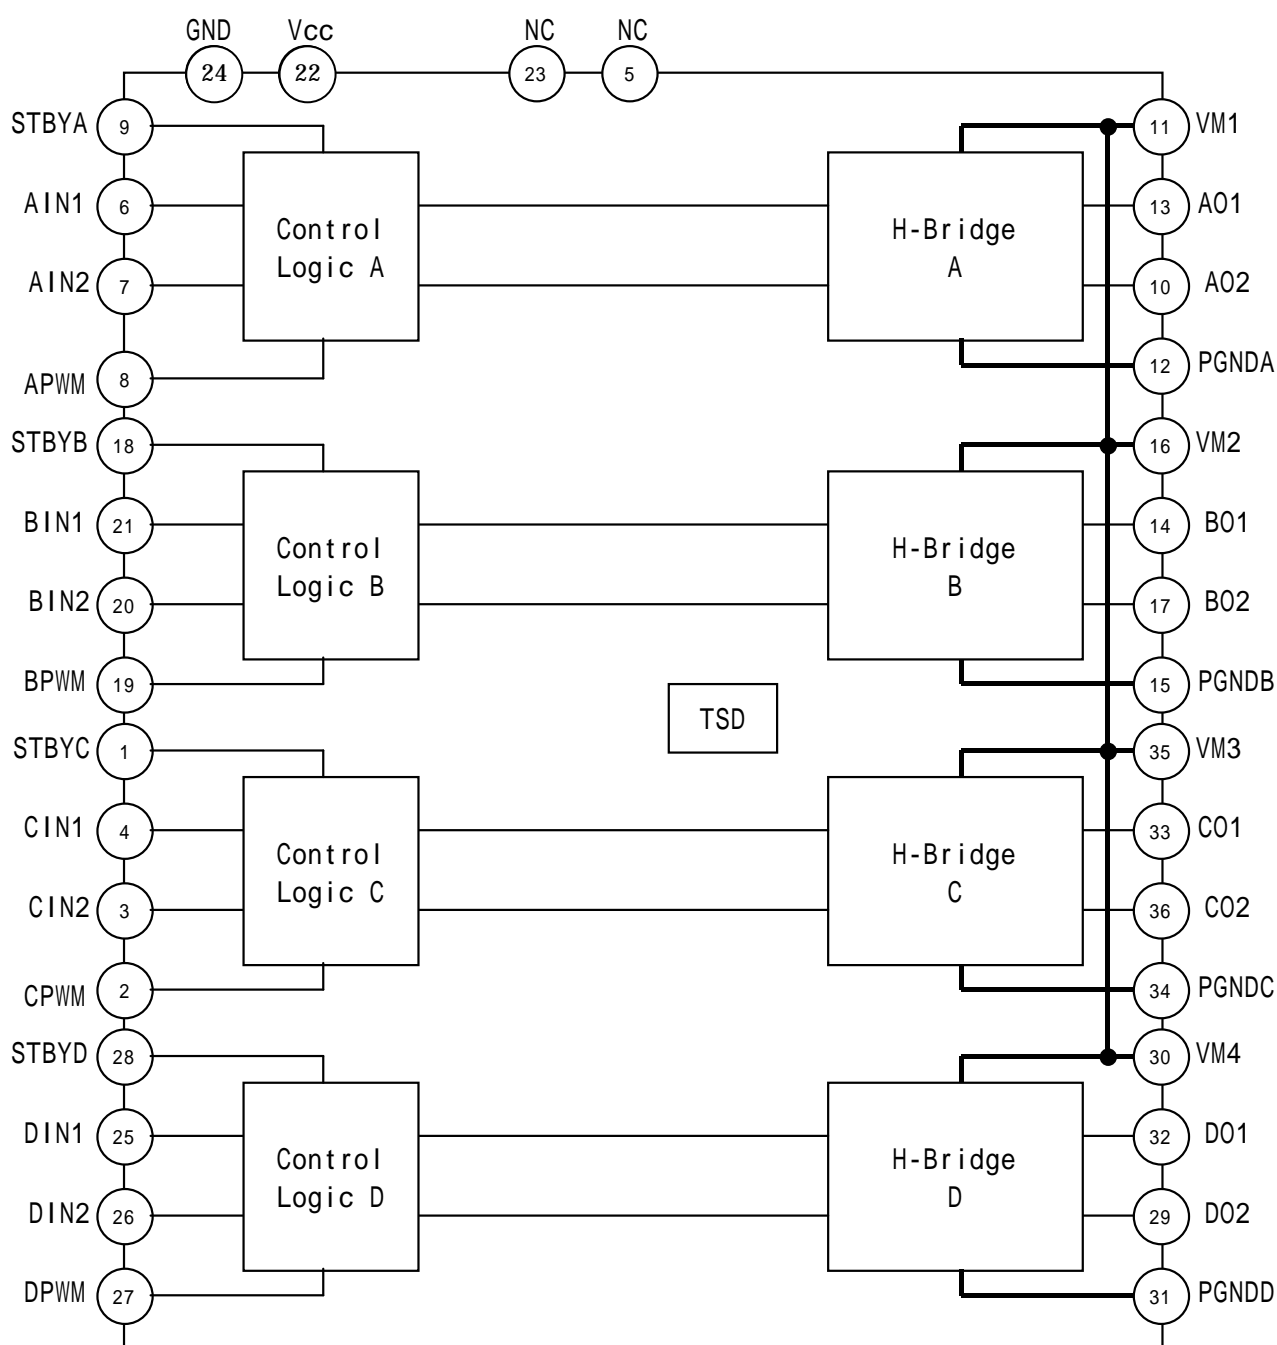 GND Vcc NC NC
24 22 23 5
STBYA 9 11 VM1
AIN1 6 13 AO1
Control H-Bridge
Logic A A
AIN2 7 10 AO2
APWM 8 12 PGNDA
STBYB 18 16 VM2
BIN1 21 14 BO1
Control H-Bridge
Logic B B
BIN2 20 17 BO2
BPWM 19 15 PGNDB
TSD
STBYC 1 35 VM3
CIN1 4 33 CO1
Control H-Bridge
Logic C C
CIN2 3 36 CO2
CPWM 2 34 PGNDC
STBYD 28 30 VM4
DIN1 25 32 DO1
Control H-Bridge
Logic D D
DIN2 26 29 DO2
DPWM 27 31 PGNDD